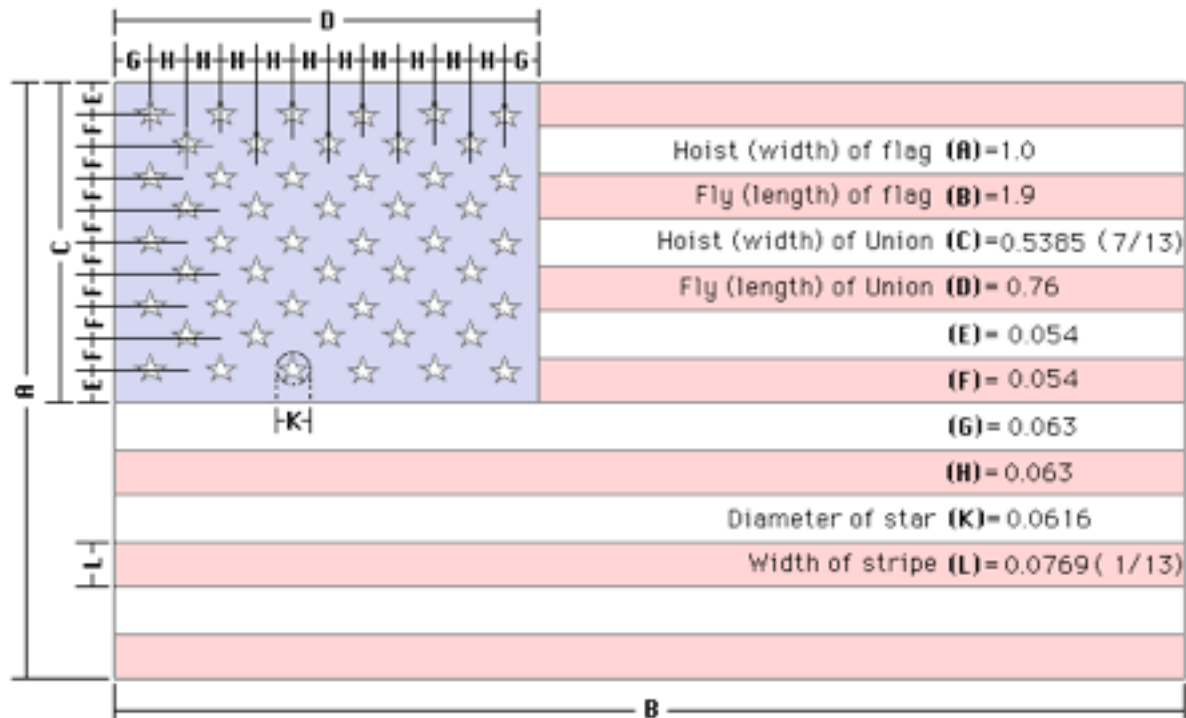 D
G H H H H H H H H H H G
E
F
F
F
F
F
F
F
F
E
C
A
K
L
B
Hoist (width) of flag (A)=1.0
Fly (length) of flag (B)=1.9
Hoist (width) of Union (C)=0.5385 (7/13)
Fly (length) of Union (D)= 0.76
(E)= 0.054
(F)= 0.054
(G)= 0.063
(H)= 0.063
Diameter of star (K)=0.0616
Width of stripe (L)=0.0769( 1/13)